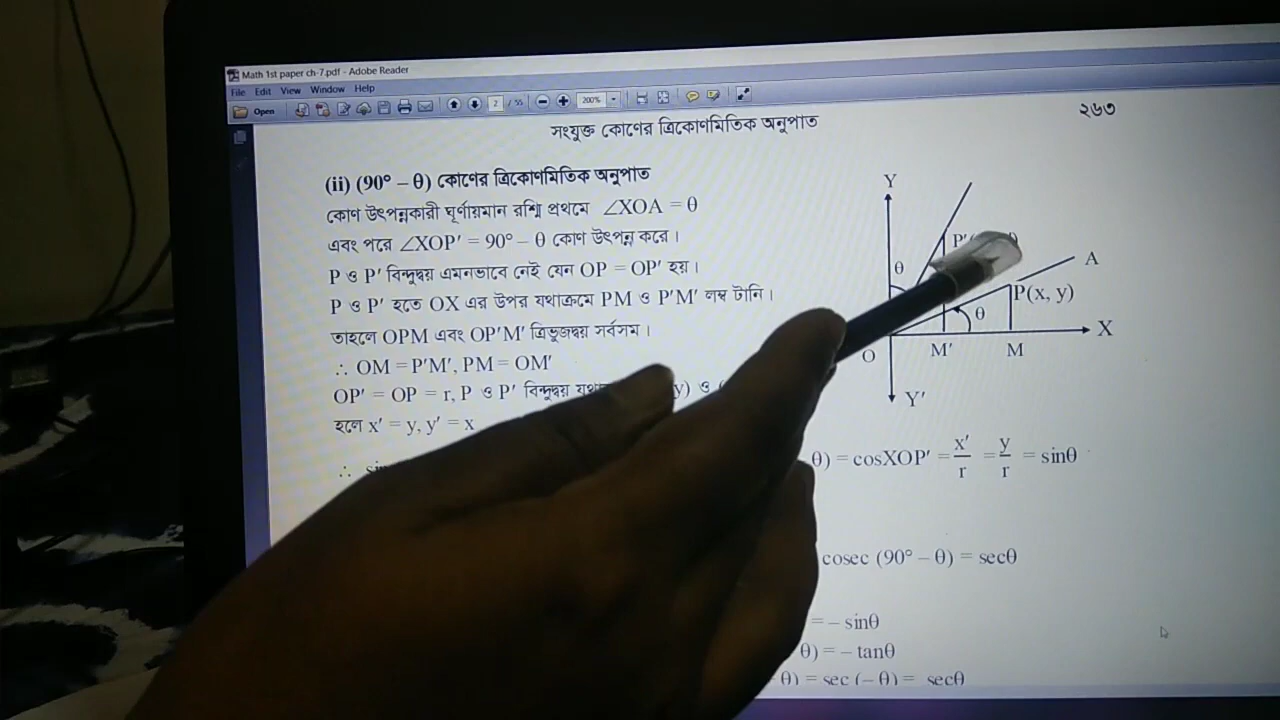 Math 1st paper ch-7.pdf - Adobe Reader
File Edit View Window Help
Open 2 / 55 200%
সংযুক্ত কোণের ত্রিকোণমিতিক অনুপাত ২৬৩
(ii) (90° – θ) কোণের ত্রিকোণমিতিক অনুপাত
কোণ উৎপন্নকারী ঘূর্ণায়মান রশ্মি প্রথমে ∠XOA = θ
এবং পরে ∠XOP′ = 90° – θ কোণ উৎপন্ন করে।
P ও P′ বিন্দুদ্বয় এমনভাবে নেই যেন OP = OP′ হয়।
P ও P′ হতে OX এর উপর যথাক্রমে PM ও P′M′ লম্ব টানি।
তাহলে OPM এবং OP′M′ ত্রিভুজদ্বয় সর্বসম।
∴ OM = P′M′, PM = OM′
OP′ = OP = r, P ও P′ বিন্দুদ্বয় y) ও
হলে x′ = y, y′ = x
Y
P′
θ
A
P(x, y)
θ
X
O M′ M
Y′
∴ θ) = cosXOP′ = x′/r = y/r = sinθ
cosec (90° – θ) = secθ
= – sinθ
θ) = – tanθ
θ) = sec (– θ) = secθ